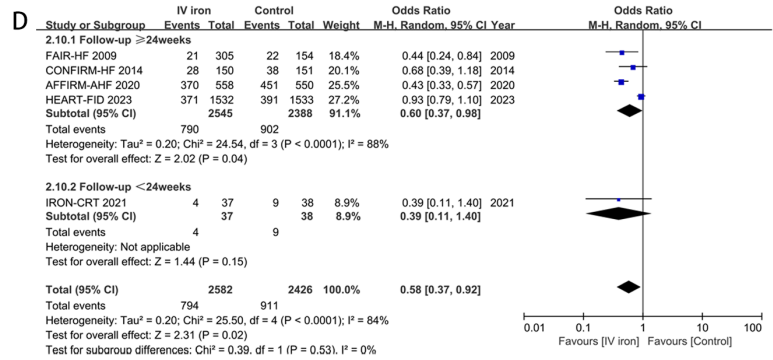 D
IV iron Control Odds Ratio Odds Ratio
Study or Subgroup Events Total Events Total Weight M-H, Random, 95% CI Year M-H, Random, 95% CI
2.10.1 Follow-up ≥24weeks
FAIR-HF 2009 21 305 22 154 18.4% 0.44 [0.24, 0.84] 2009
CONFIRM-HF 2014 28 150 38 151 20.1% 0.68 [0.39, 1.18] 2014
AFFIRM-AHF 2020 370 558 451 550 25.5% 0.43 [0.33, 0.57] 2020
HEART-FID 2023 371 1532 391 1533 27.2% 0.93 [0.79, 1.10] 2023
Subtotal (95% CI) 2545 2388 91.1% 0.60 [0.37, 0.98]
Total events 790 902
Heterogeneity: Tau² = 0.20; Chi² = 24.54, df = 3 (P < 0.0001); I² = 88%
Test for overall effect: Z = 2.02 (P = 0.04)
2.10.2 Follow-up <24weeks
IRON-CRT 2021 4 37 9 38 8.9% 0.39 [0.11, 1.40] 2021
Subtotal (95% CI) 37 38 8.9% 0.39 [0.11, 1.40]
Total events 4 9
Heterogeneity: Not applicable
Test for overall effect: Z = 1.44 (P = 0.15)
Total (95% CI) 2582 2426 100.0% 0.58 [0.37, 0.92]
Total events 794 911
Heterogeneity: Tau² = 0.20; Chi² = 25.50, df = 4 (P < 0.0001); I² = 84%
Test for overall effect: Z = 2.31 (P = 0.02)
Test for subgroup differences: Chi² = 0.39, df = 1 (P = 0.53), I² = 0%
0.01 0.1 1 10 100
Favours [IV iron] Favours [Control]